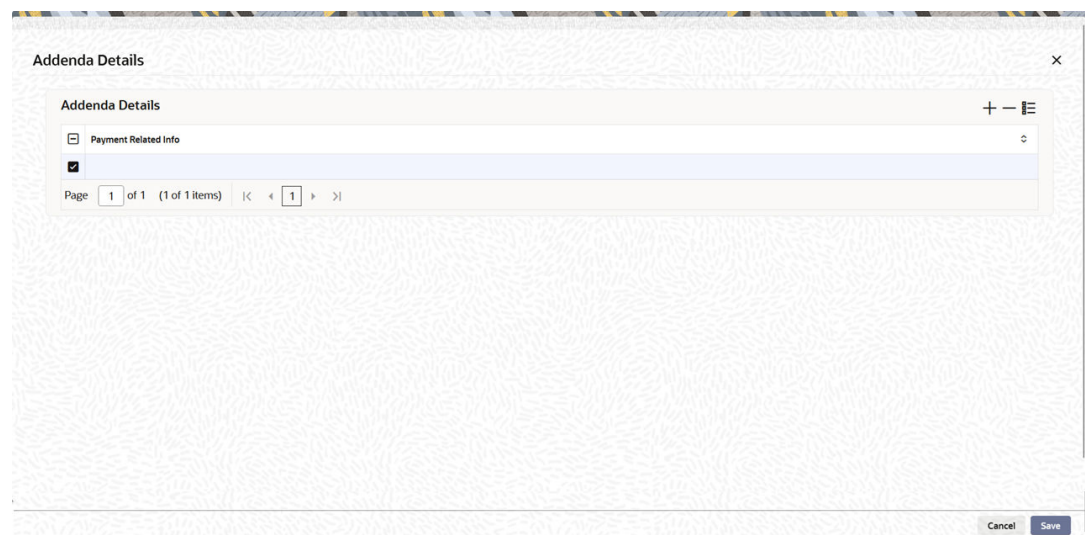 Addenda Details
Addenda Details
Payment Related Info
Page 1 of 1 (1 of 1 items) 1
Cancel Save